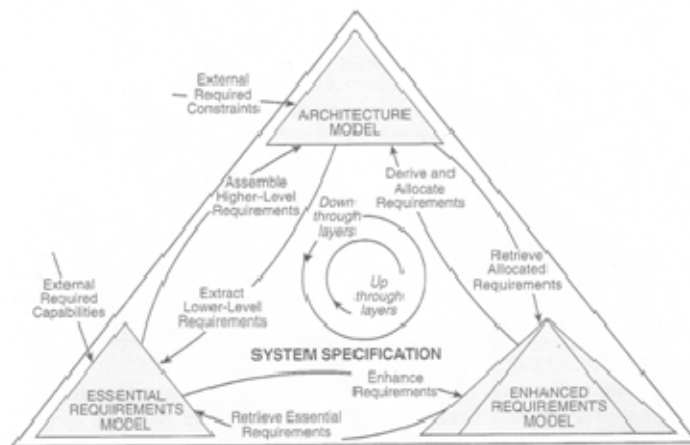 External
Required
Constraints
ARCHITECTURE
MODEL
Assemble
Higher-Level
Requirements
Derive and
Allocate
Requirements
Down
through
layers
Retrieve
Allocated
Requirements
External
Required
Capabilities
Extract
Lower-Level
Requirements
Up
through
layers
SYSTEM SPECIFICATION
ESSENTIAL
REQUIREMENTS
MODEL
Enhance
Requirements
Retrieve Essential
Requirements
ENHANCED
REQUIREMENTS
MODEL